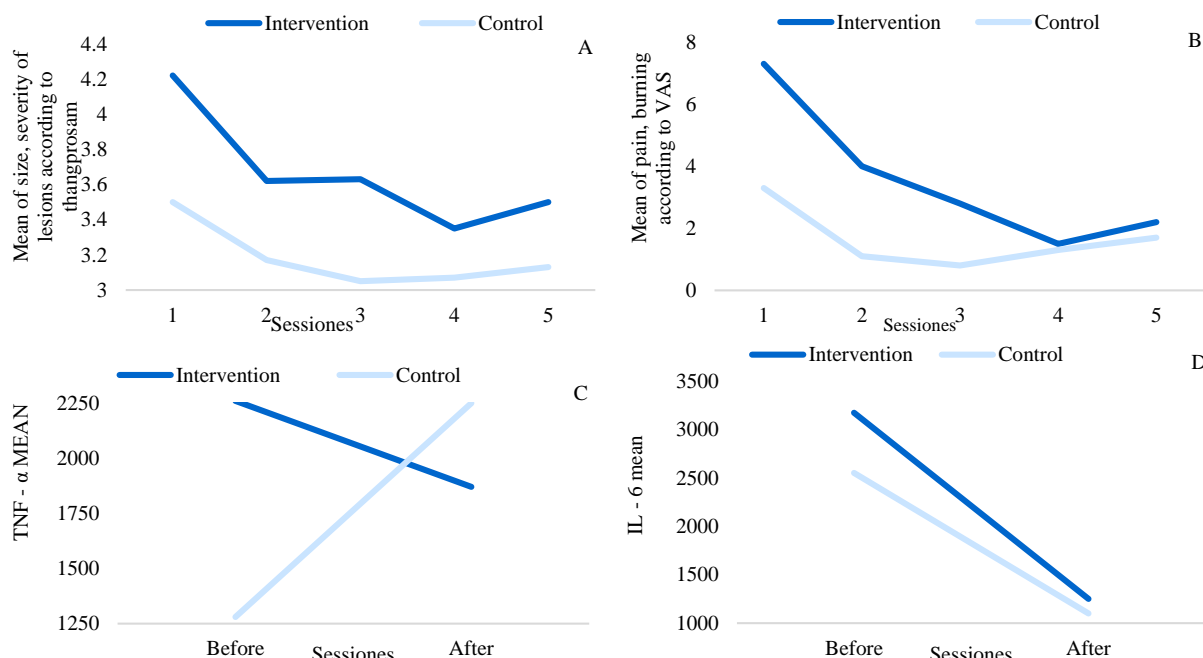 Intervention Control
A
Mean of size, severity of
lesions according to
thangprosam
4.4
4.2
4
3.8
3.6
3.4
3.2
3
1 2 3 4 5
Sessiones
Intervention Control
B
Mean of pain, burning
according to VAS
8
6
4
2
0
1 2 3 4 5
Sessiones
Intervention Control
C
TNF - α MEAN
2250
2000
1750
1500
1250
Before Sessiones After
Intervention Control
D
IL - 6 mean
3500
3000
2500
2000
1500
1000
Before Sessiones After